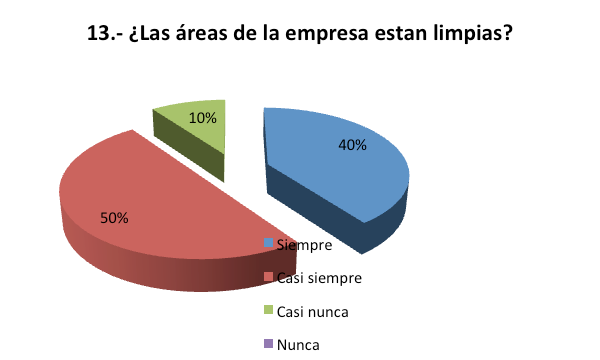 13.- ¿Las áreas de la empresa estan limpias?
10%
40%
50%
Siempre
Casi siempre
Casi nunca
Nunca